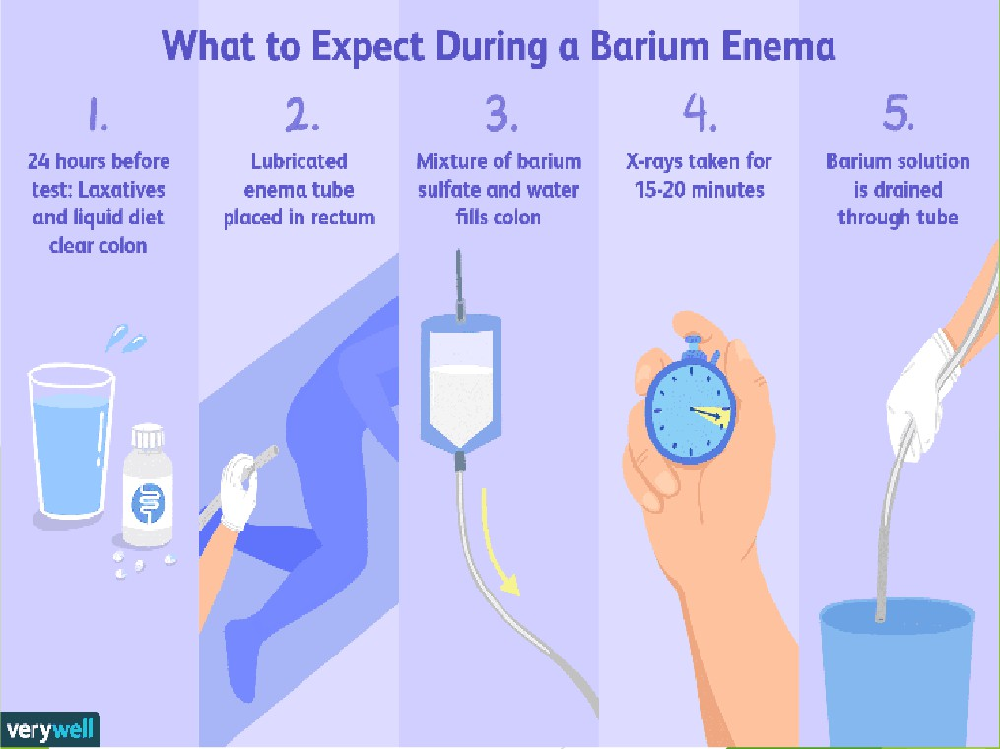 What to Expect During a Barium Enema
1.
24 hours before
test: Laxatives
and liquid diet
clear colon
2.
Lubricated
enema tube
placed in rectum
3.
Mixture of barium
sulfate and water
fills colon
4.
X-rays taken for
15-20 minutes
5.
Barium solution
is drained
through tube
verywell